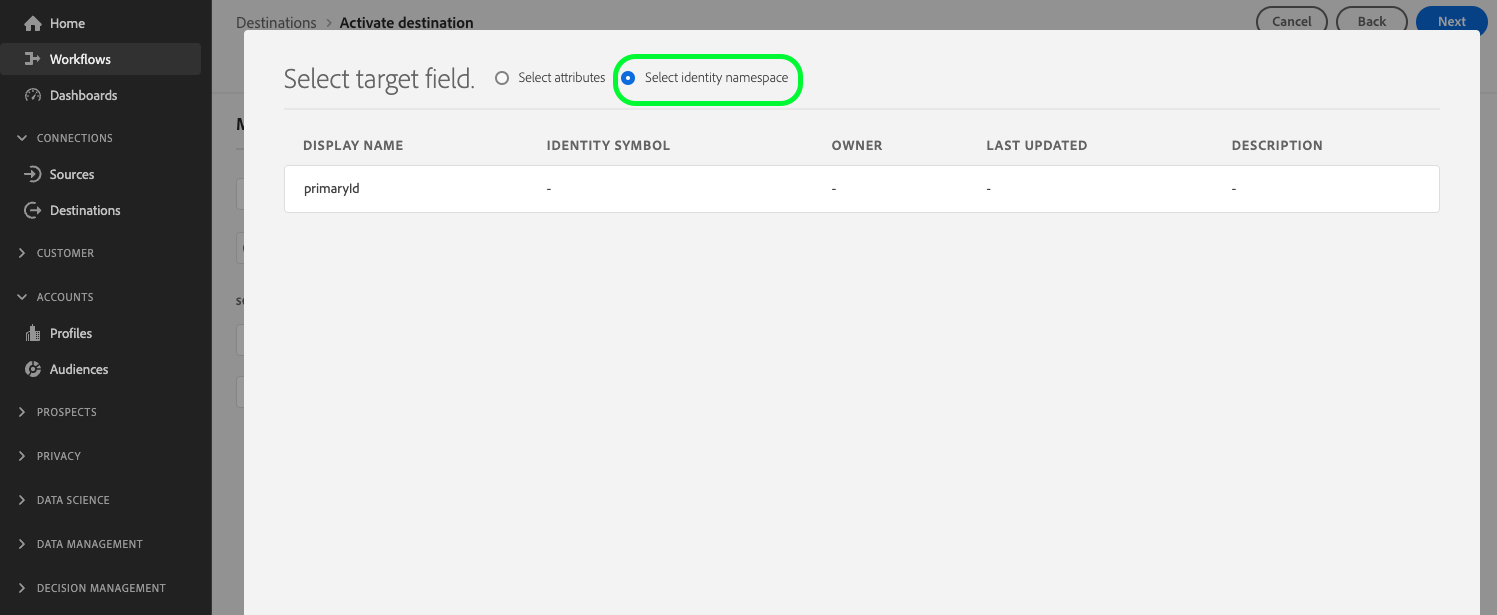 Home
Workflows
Dashboards
CONNECTIONS
Sources
Destinations
CUSTOMER
ACCOUNTS
Profiles
Audiences
PROSPECTS
PRIVACY
DATA SCIENCE
DATA MANAGEMENT
DECISION MANAGEMENT
Destinations > Activate destination
Cancel Back Next
Select target field. Select attributes Select identity namespace
DISPLAY NAME IDENTITY SYMBOL OWNER LAST UPDATED DESCRIPTION
primaryId - - - -